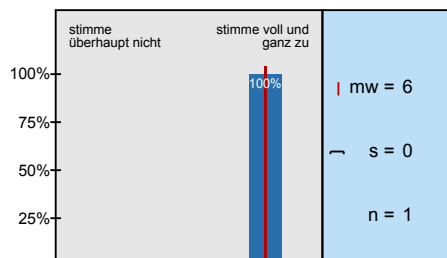 stimme
überhaupt nicht
stimme voll und
ganz zu
100%
75%
50%
25%
100%
mw = 6
s = 0
n = 1